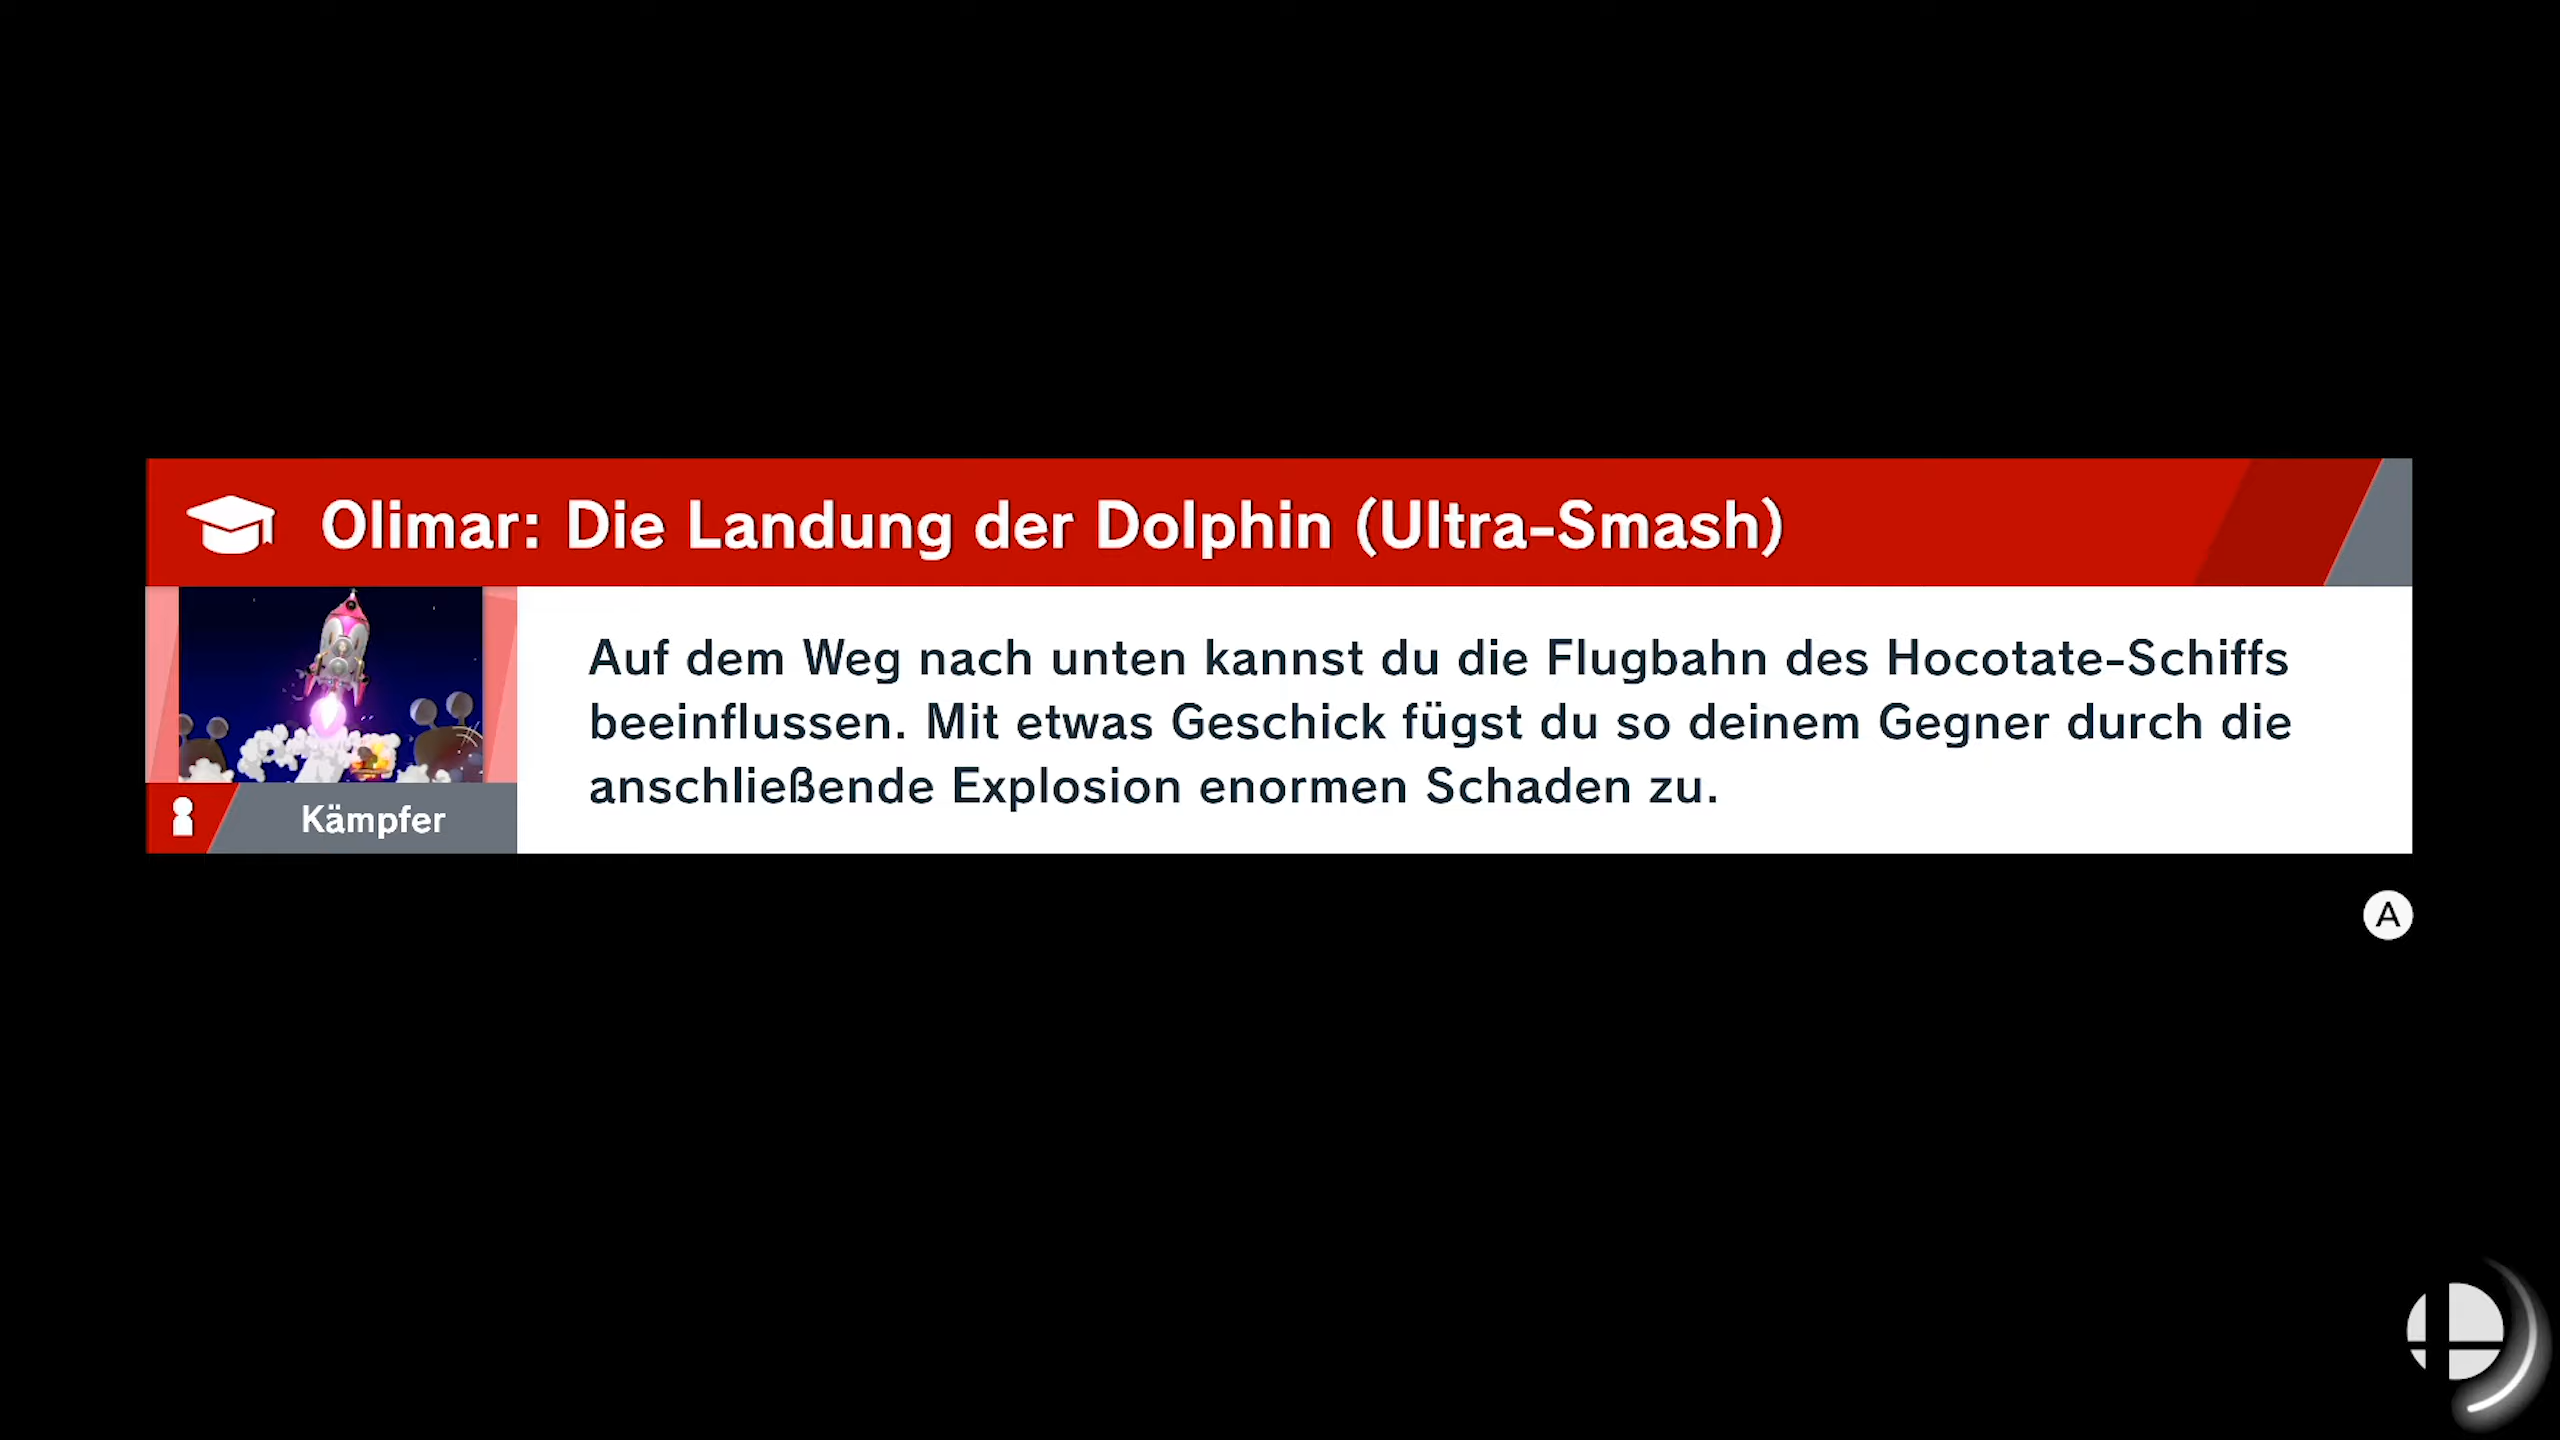 Olimar: Die Landung der Dolphin (Ultra-Smash)
Auf dem Weg nach unten kannst du die Flugbahn des Hocotate-Schiffs
beeinflussen. Mit etwas Geschick fügst du so deinem Gegner durch die
anschließende Explosion enormen Schaden zu.
Kämpfer
A